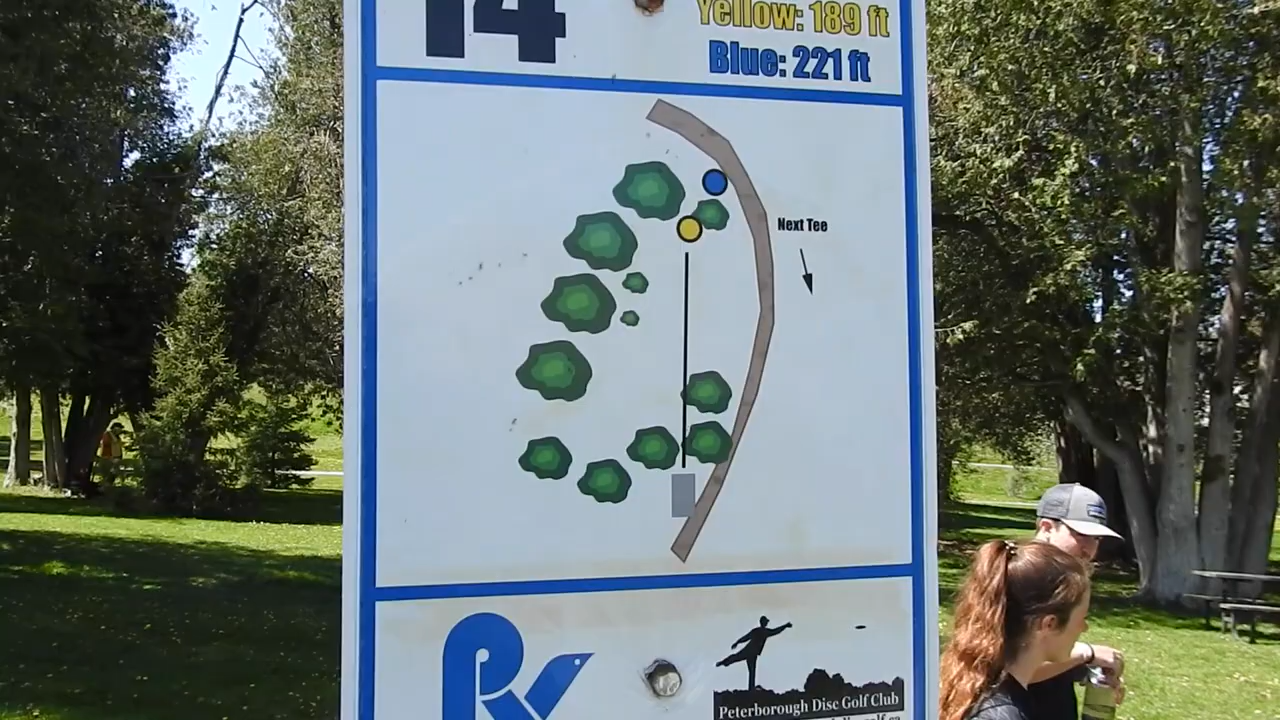 14
Yellow: 189 ft
Blue: 221 ft
Next Tee
Peterborough Disc Golf Club